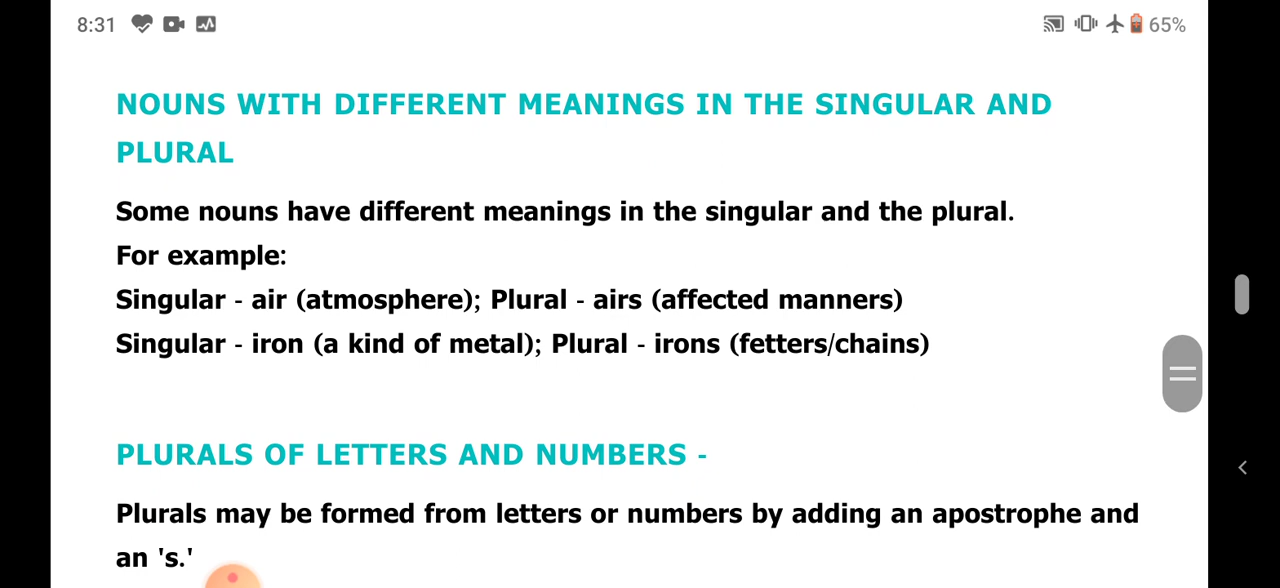 8:31 65%
NOUNS WITH DIFFERENT MEANINGS IN THE SINGULAR AND
PLURAL
Some nouns have different meanings in the singular and the plural.
For example:
Singular - air (atmosphere); Plural - airs (affected manners)
Singular - iron (a kind of metal); Plural - irons (fetters/chains)
PLURALS OF LETTERS AND NUMBERS -
Plurals may be formed from letters or numbers by adding an apostrophe and
an 's.'